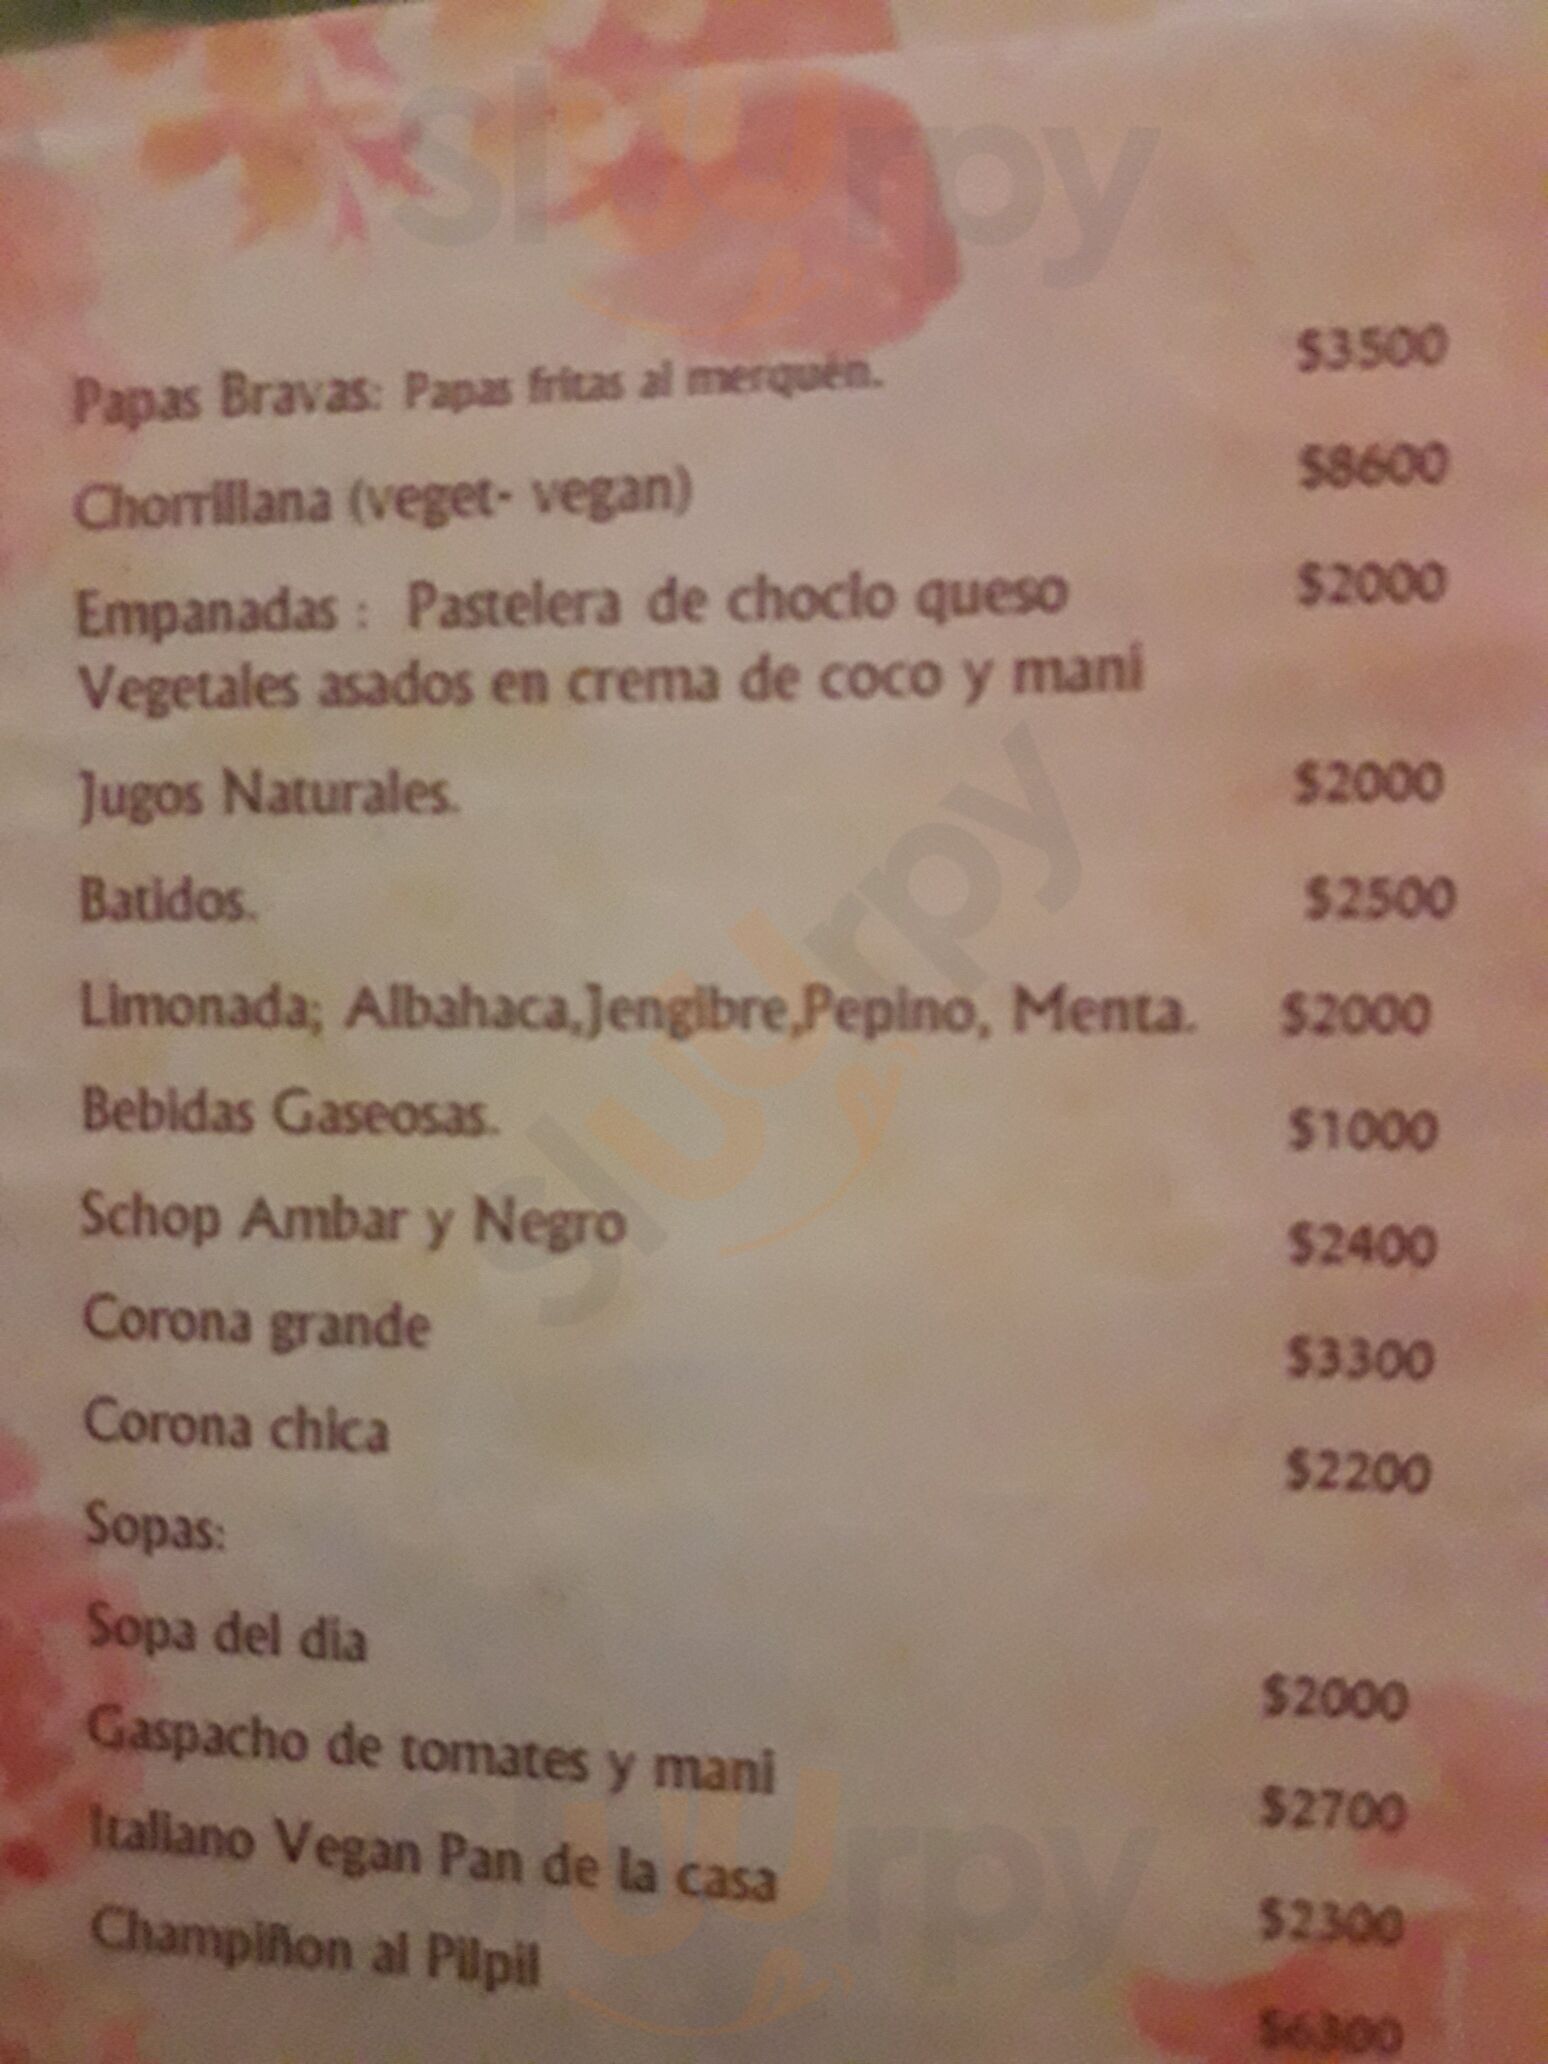 Papas Bravas: Papas fritas al merquén. $3500
Chorrillana (veget- vegan) $8600
Empanadas : Pastelera de choclo queso $2000
Vegetales asados en crema de coco y mani
Jugos Naturales. $2000
Batidos. $2500
Limonada; Albahaca,Jengibre,Pepino, Menta. $2000
Bebidas Gaseosas. $1000
Schop Ambar y Negro $2400
Corona grande $3300
Corona chica $2200
Sopas:
Sopa del dia $2000
Gaspacho de tomates y mani $2700
Italiano Vegan Pan de la casa $2300
Champiñon al Pilpil $6300
sluurpy
sluurpy
sluurpy